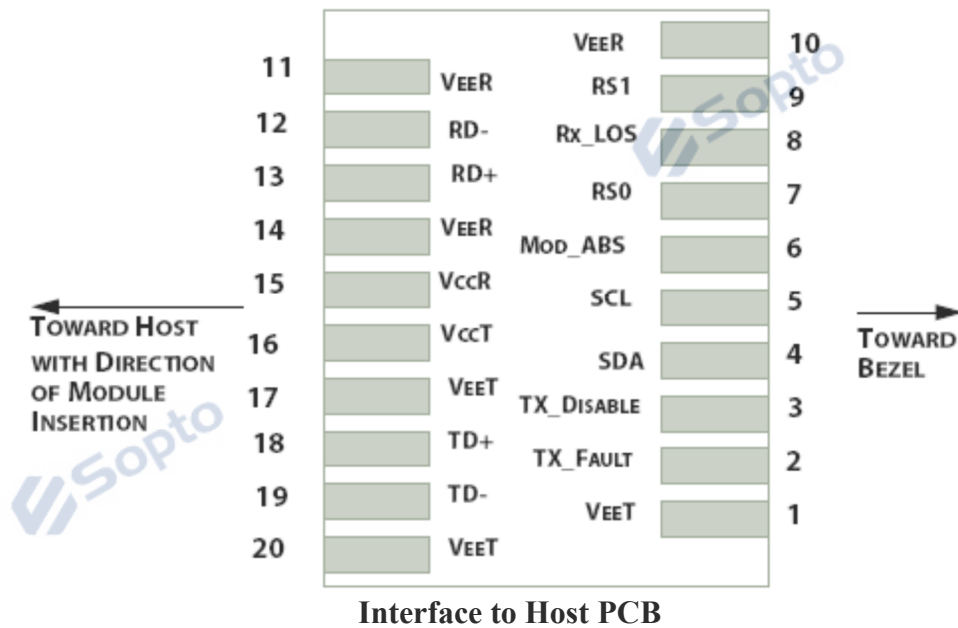 VEER 10
11 VEER
RS1 9
12 RD-
Rx_LOS 8
13 RD+
RS0 7
14 VEER
MOD_ABS 6
15 VCCR
SCL 5
16 VCCT
SDA 4
17 VEET
TX_DISABLE 3
18 TD+
TX_FAULT 2
19 TD-
VEET 1
20 VEET
TOWARD HOST
WITH DIRECTION
OF MODULE
INSERTION
TOWARD
BEZEL
Sopto
Sopto
Interface to Host PCB